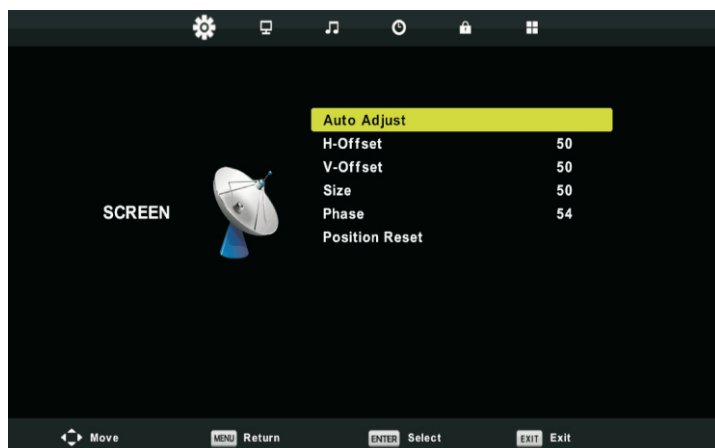 Auto Adjust
H-Offset 50
V-Offset 50
Size 50
SCREEN
Phase 54
Position Reset
Move MENU Return ENTER Select EXIT Exit